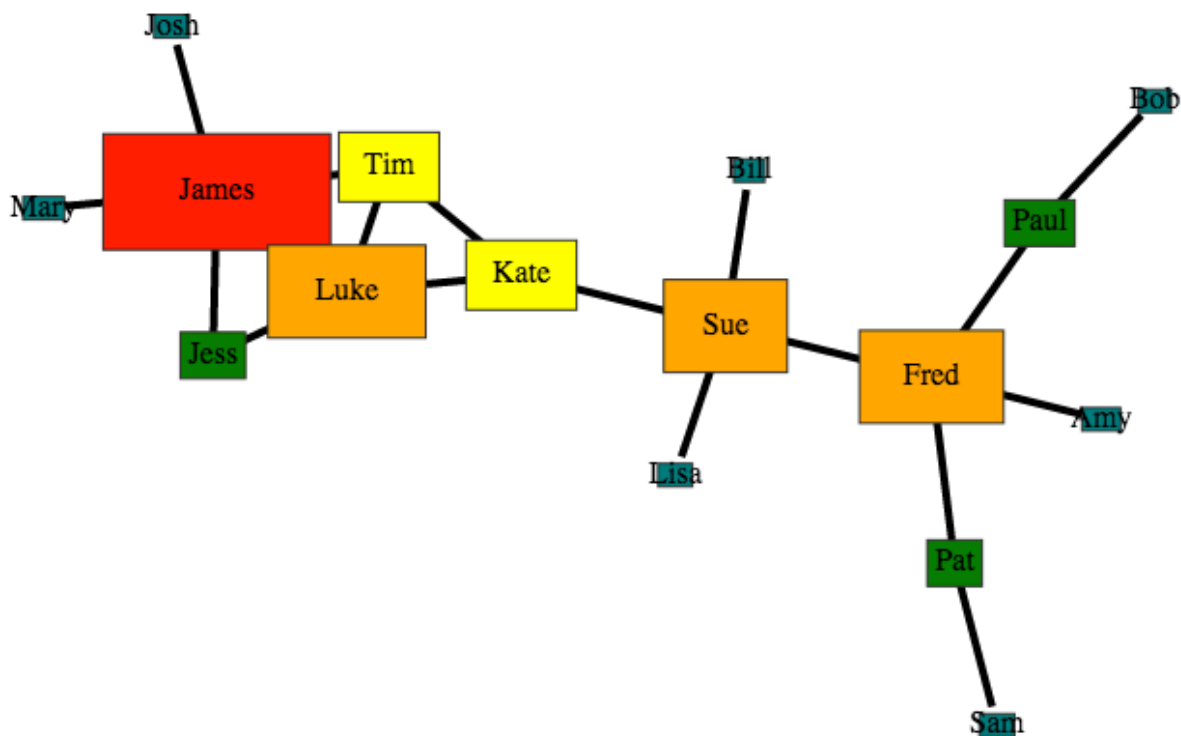 Josh
Bob
Tim
Bill
James
Mary
Paul
Kate
Luke
Sue
Jess
Fred
Amy
Lisa
Pat
Sam